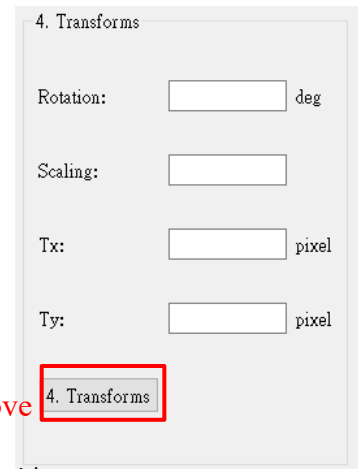 4. Transforms
Rotation: deg
Scaling:
Tx: pixel
Ty: pixel
4. Transforms